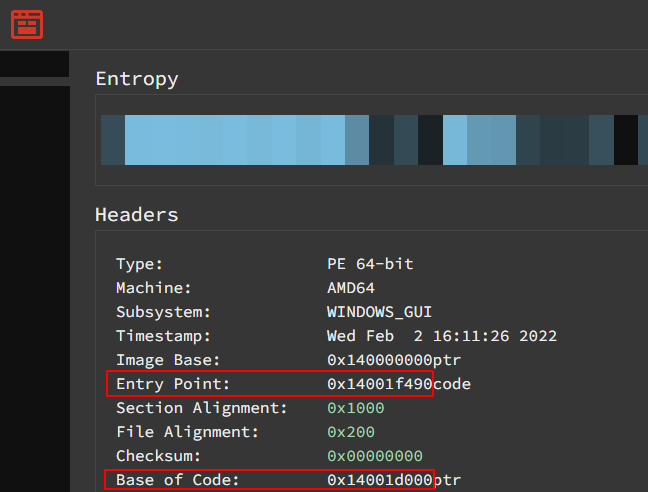 Entropy
Headers
Type: PE 64-bit
Machine: AMD64
Subsystem: WINDOWS_GUI
Timestamp: Wed Feb  2 16:11:26 2022
Image Base: 0x140000000ptr
Entry Point: 0x14001f490code
Section Alignment: 0x1000
File Alignment: 0x200
Checksum: 0x00000000
Base of Code: 0x14001d000ptr